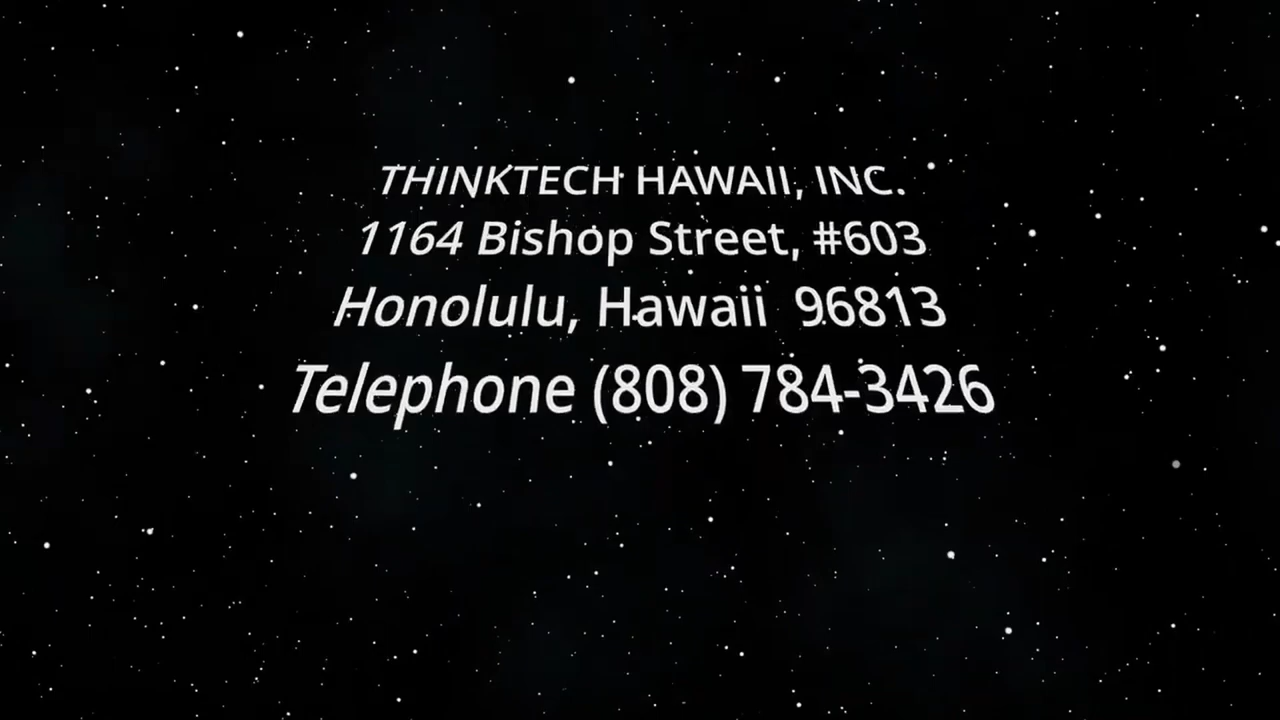 THINKTECH HAWAII, INC.
1164 Bishop Street, #603
Honolulu, Hawaii  96813
Telephone (808) 784-3426